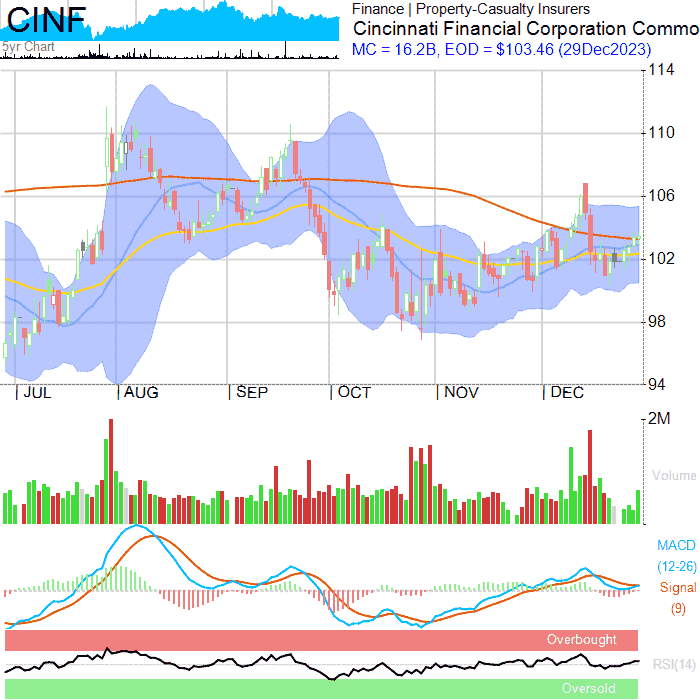 CINF
5yr Chart
Finance | Property-Casualty Insurers
Cincinnati Financial Corporation Commo
MC = 16.2B, EOD = $103.46 (29Dec2023)
114
110
106
102
98
94
JUL AUG SEP OCT NOV DEC
2M
Volume
MACD
(12-26)
Signal
(9)
Overbought
RSI(14)
Oversold